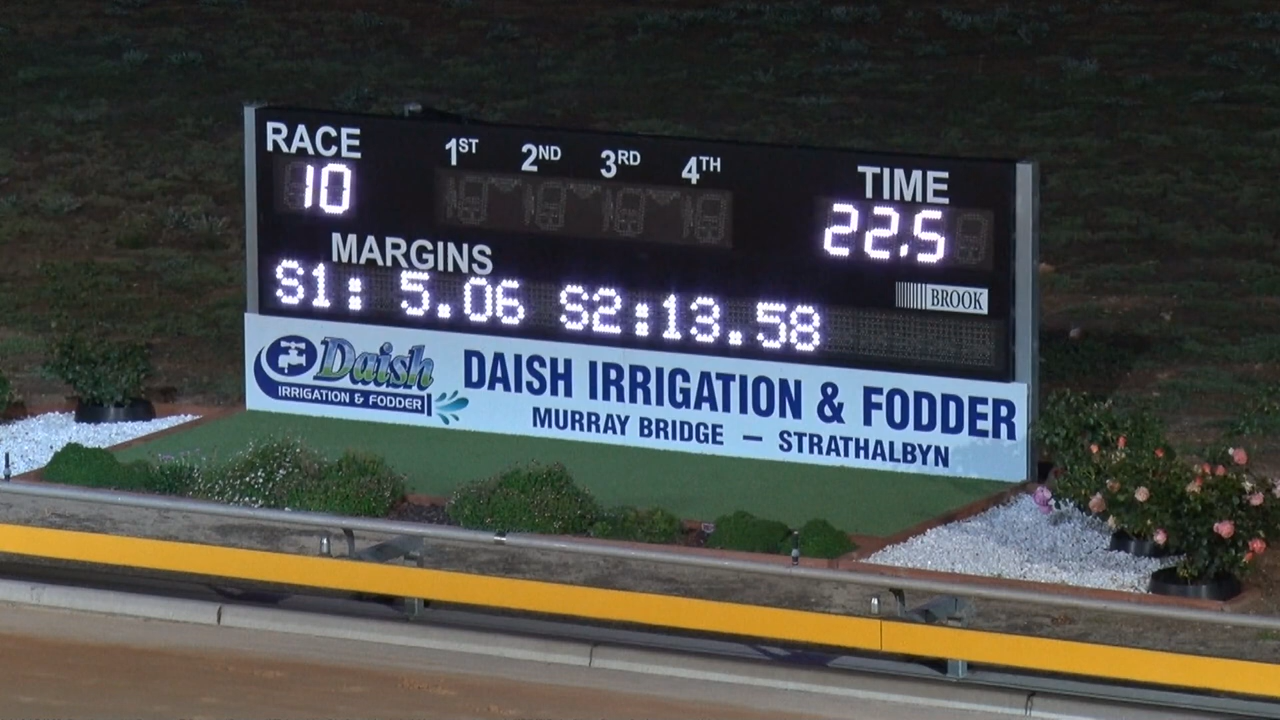 RACE 1ST 2ND 3RD 4TH TIME
10 22.5
MARGINS
S1: 5.06 S2:13.58
BROOK
Daish
IRRIGATION & FODDER
DAISH IRRIGATION & FODDER
MURRAY BRIDGE – STRATHALBYN